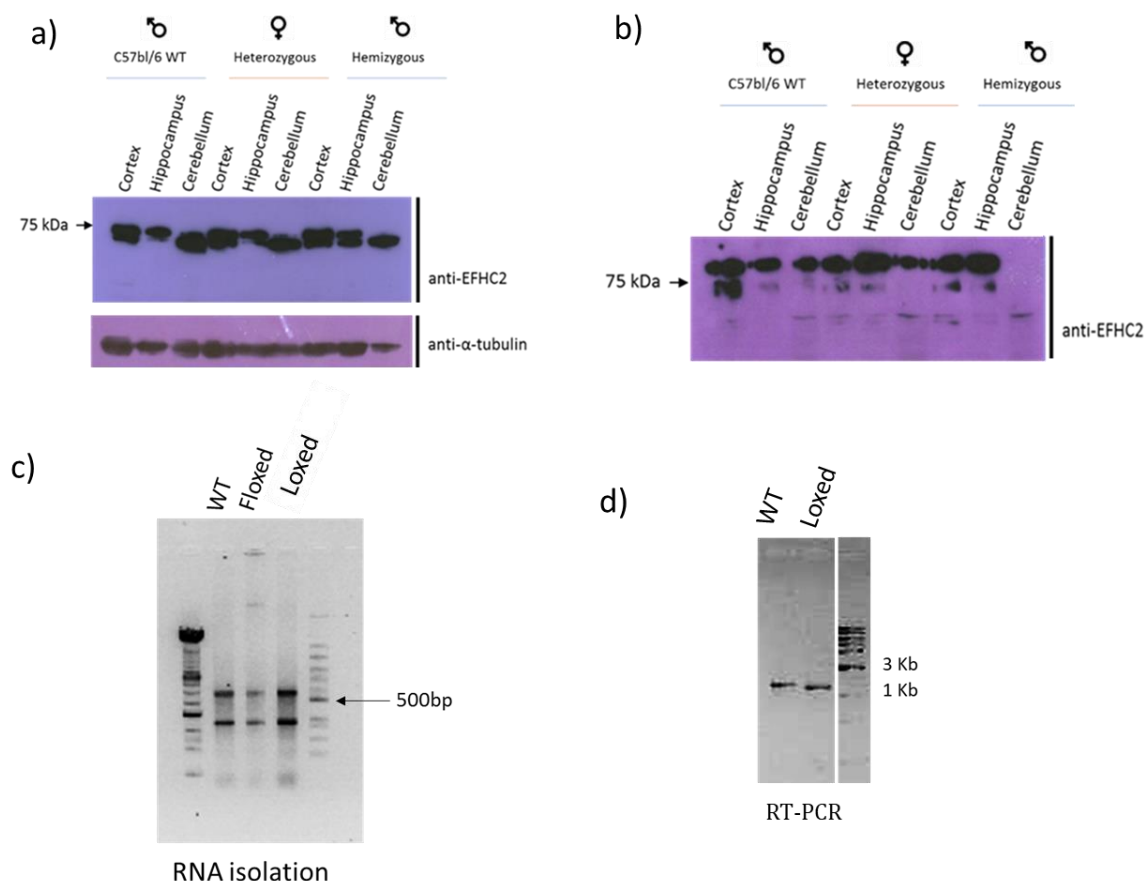 a)
♂ ♀ ♂
C57bl/6 WT Heterozygous Hemizygous
Cortex Hippocampus Cerebellum Cortex Hippocampus Cerebellum Cortex Hippocampus Cerebellum
75 kDa
anti-EFHC2
anti-α-tubulin
b)
♂ ♀ ♂
C57bl/6 WT Heterozygous Hemizygous
Cortex Hippocampus Cerebellum Cortex Hippocampus Cerebellum Cortex Hippocampus Cerebellum
75 kDa
anti-EFHC2
c)
WT Floxed Loxed
500bp
RNA isolation
d)
WT Loxed
3 Kb
1 Kb
RT-PCR